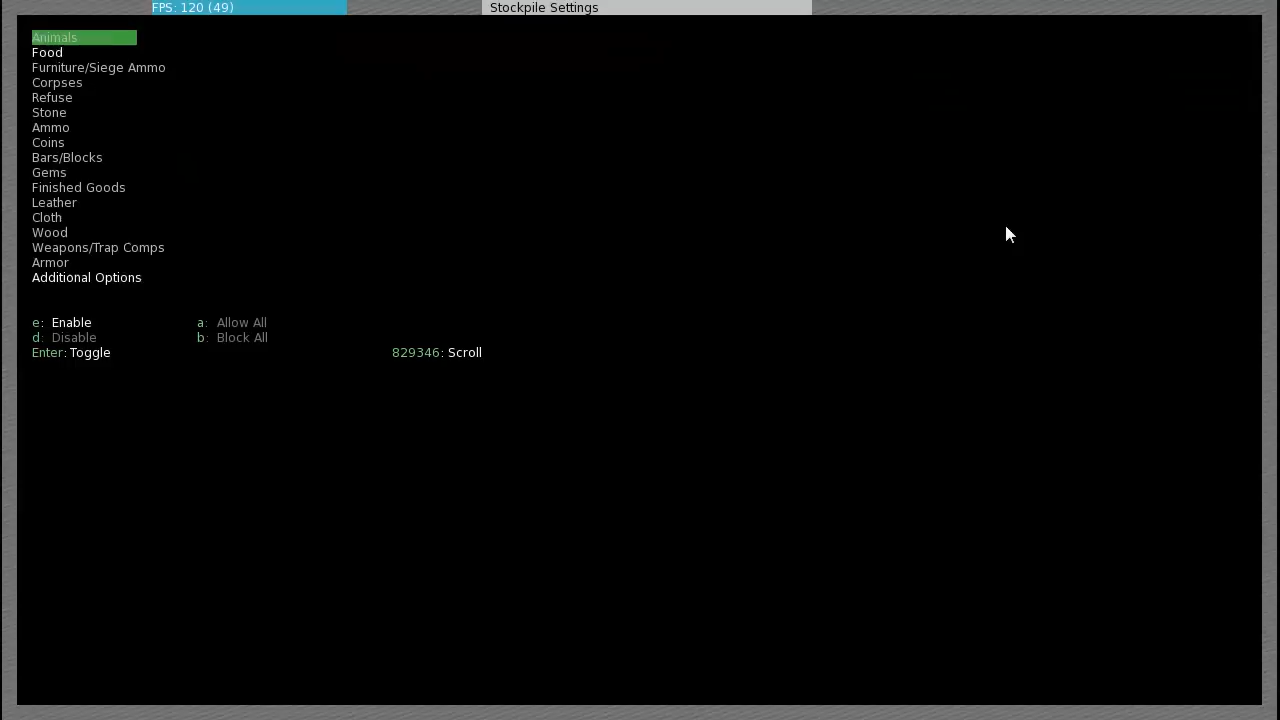 FPS: 120 (49) Stockpile Settings
Animals
Food
Furniture/Siege Ammo
Corpses
Refuse
Stone
Ammo
Coins
Bars/Blocks
Gems
Finished Goods
Leather
Cloth
Wood
Weapons/Trap Comps
Armor
Additional Options
e: Enable a: Allow All
d: Disable b: Block All
Enter: Toggle 829346: Scroll